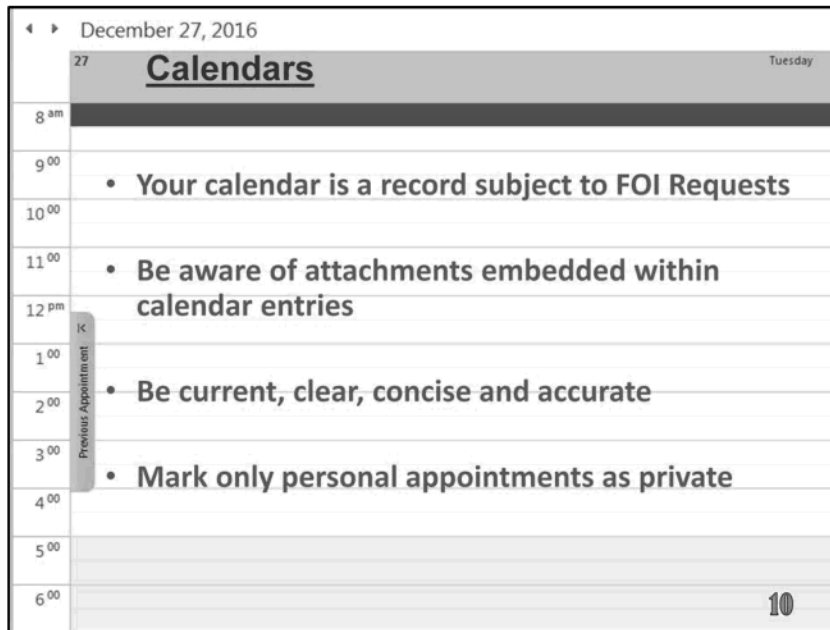 December 27, 2016
27
Calendars
Tuesday
8 am
9 00
• Your calendar is a record subject to FOI Requests
10 00
11 00
• Be aware of attachments embedded within
calendar entries
12 pm
Previous Appointment
1 00
• Be current, clear, concise and accurate
2 00
3 00
• Mark only personal appointments as private
4 00
5 00
6 00
10